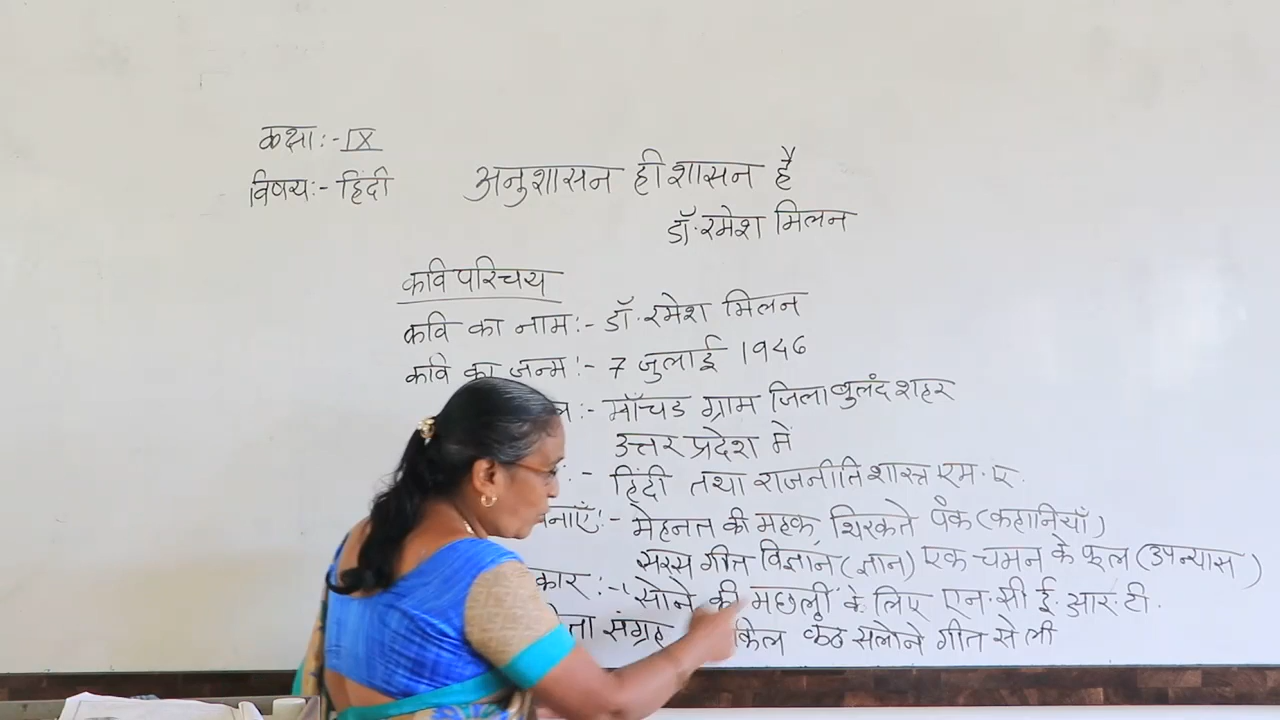 कक्षाः- IX
विषयः- हिंदी
अनुशासन ही शासन है
डॉ. रमेश मिलन
कवि परिचय
कवि का नामः- डॉ. रमेश मिलन
कवि का जन्मः- 7 जुलाई 1946
:- मॉचड ग्राम जिला बुलंद शहर
उत्तर प्रदेश में
:- हिंदी तथा राजनीति शास्त्र एम. ए.
:- मेहनत की महक, थिरकते पंक (कहानियाँ)
सरस गीत विज्ञान (ज्ञान) एक चमन के फूल (उपन्यास)
:- 'सोने की मछली' के लिए एन. सी ई. आर. टी.
संग्रह सलोने गीत से ली